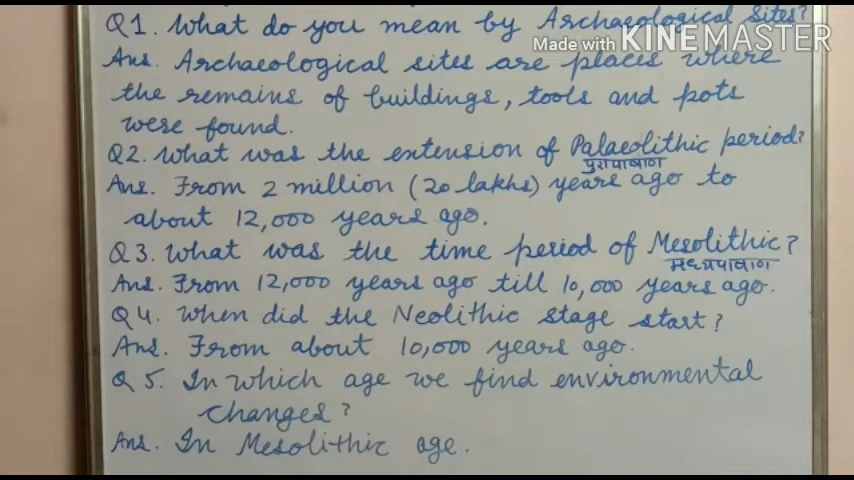 Q1. What do you mean by Archaeological Sites?
Made with KINEMASTER
Ans. Archaeological sites are places where
the remains of buildings, tools and pots
were found.
Q2. What was the extension of Palaeolithic period?
पुरापाषाण
Ans. From 2 million (20 lakhs) years ago to
about 12,000 years ago.
Q3. What was the time period of Mesolithic?
मध्यपाषाण
Ans. From 12,000 years ago till 10,000 years ago.
Q4. When did the Neolithic stage start?
Ans. From about 10,000 years ago.
Q5. In which age we find environmental
changes?
Ans. In Mesolithic age.